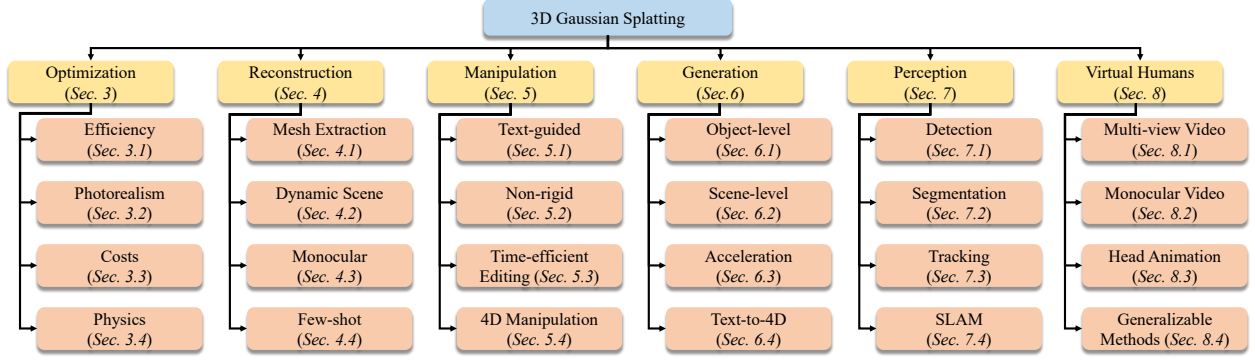 3D Gaussian Splatting
Optimization
(Sec. 3)
Efficiency
(Sec. 3.1)
Photorealism
(Sec. 3.2)
Costs
(Sec. 3.3)
Physics
(Sec. 3.4)
Reconstruction
(Sec. 4)
Mesh Extraction
(Sec. 4.1)
Dynamic Scene
(Sec. 4.2)
Monocular
(Sec. 4.3)
Few-shot
(Sec. 4.4)
Manipulation
(Sec. 5)
Text-guided
(Sec. 5.1)
Non-rigid
(Sec. 5.2)
Time-efficient
Editing (Sec. 5.3)
4D Manipulation
(Sec. 5.4)
Generation
(Sec.6)
Object-level
(Sec. 6.1)
Scene-level
(Sec. 6.2)
Acceleration
(Sec. 6.3)
Text-to-4D
(Sec. 6.4)
Perception
(Sec. 7)
Detection
(Sec. 7.1)
Segmentation
(Sec. 7.2)
Tracking
(Sec. 7.3)
SLAM
(Sec. 7.4)
Virtual Humans
(Sec. 8)
Multi-view Video
(Sec. 8.1)
Monocular Video
(Sec. 8.2)
Head Animation
(Sec. 8.3)
Generalizable
Methods (Sec. 8.4)